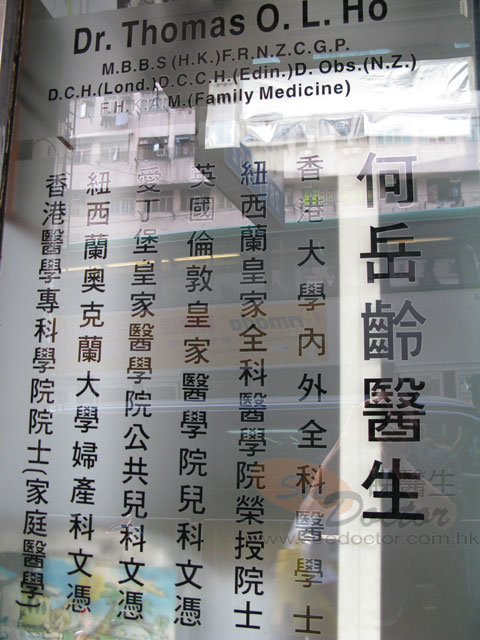 Dr. Thomas O. L. Ho
M.B.B.S (H.K.)F.R.N.Z.C.G.P.
D.C.H.(Lond.)D.C.C.H.(Edin.)D. Obs.(N.Z.)
M.(Family Medicine)
何岳齡醫生
香港大學內外全科醫學士
紐西蘭皇家全科醫學院榮授院士
英國倫敦皇家醫學院兒科文憑
愛丁堡皇家醫學院公共兒科文憑
紐西蘭奧克蘭大學婦產科文憑
香港醫學專科學院院士(家庭醫學)